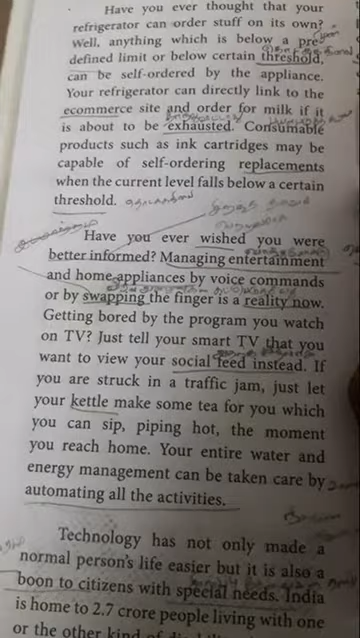 Have you ever thought that your
refrigerator can order stuff on its own?
Well, anything which is below a pre-
defined limit or below certain threshold,
can be self-ordered by the appliance.
Your refrigerator can directly link to the
ecommerce site and order for milk if it
is about to be exhausted. Consumable
products such as ink cartridges may be
capable of self-ordering replacements
when the current level falls below a certain
threshold.
Have you ever wished you were
better informed? Managing entertainment
and home appliances by voice commands
or by swapping the finger is a reality now.
Getting bored by the program you watch
on TV? Just tell your smart TV that you
want to view your social feed instead. If
you are struck in a traffic jam, just let
your kettle make some tea for you which
you can sip, piping hot, the moment
you reach home. Your entire water and
energy management can be taken care by
automating all the activities.
Technology has not only made a
normal person's life easier but it is also a
boon to citizens with special needs. India
is home to 2.7 crore people living with one
or the other kind of